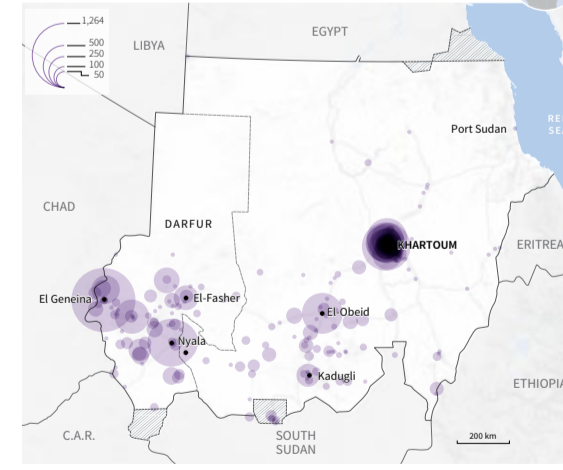 1,264
500
250
100
50
LIBYA
EGYPT
RE
SE
Port Sudan
CHAD
DARFUR
KHARTOUM
ERITREA
El Geneina
El-Fasher
El-Obeid
Nyala
Kadugli
ETHIOPIA
C.A.R.
SOUTH
SUDAN
200 km